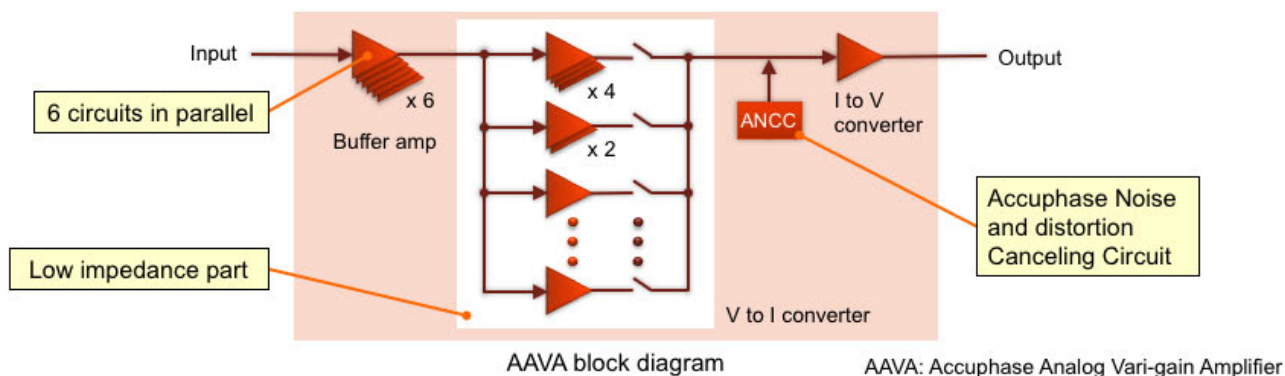 Input
6 circuits in parallel
x 6
Buffer amp
x 4
x 2
Low impedance part
V to I converter
ANCC
I to V
converter
Output
Accuphase Noise
and distortion
Canceling Circuit
AAVA block diagram
AAVA: Accuphase Analog Vari-gain Amplifier